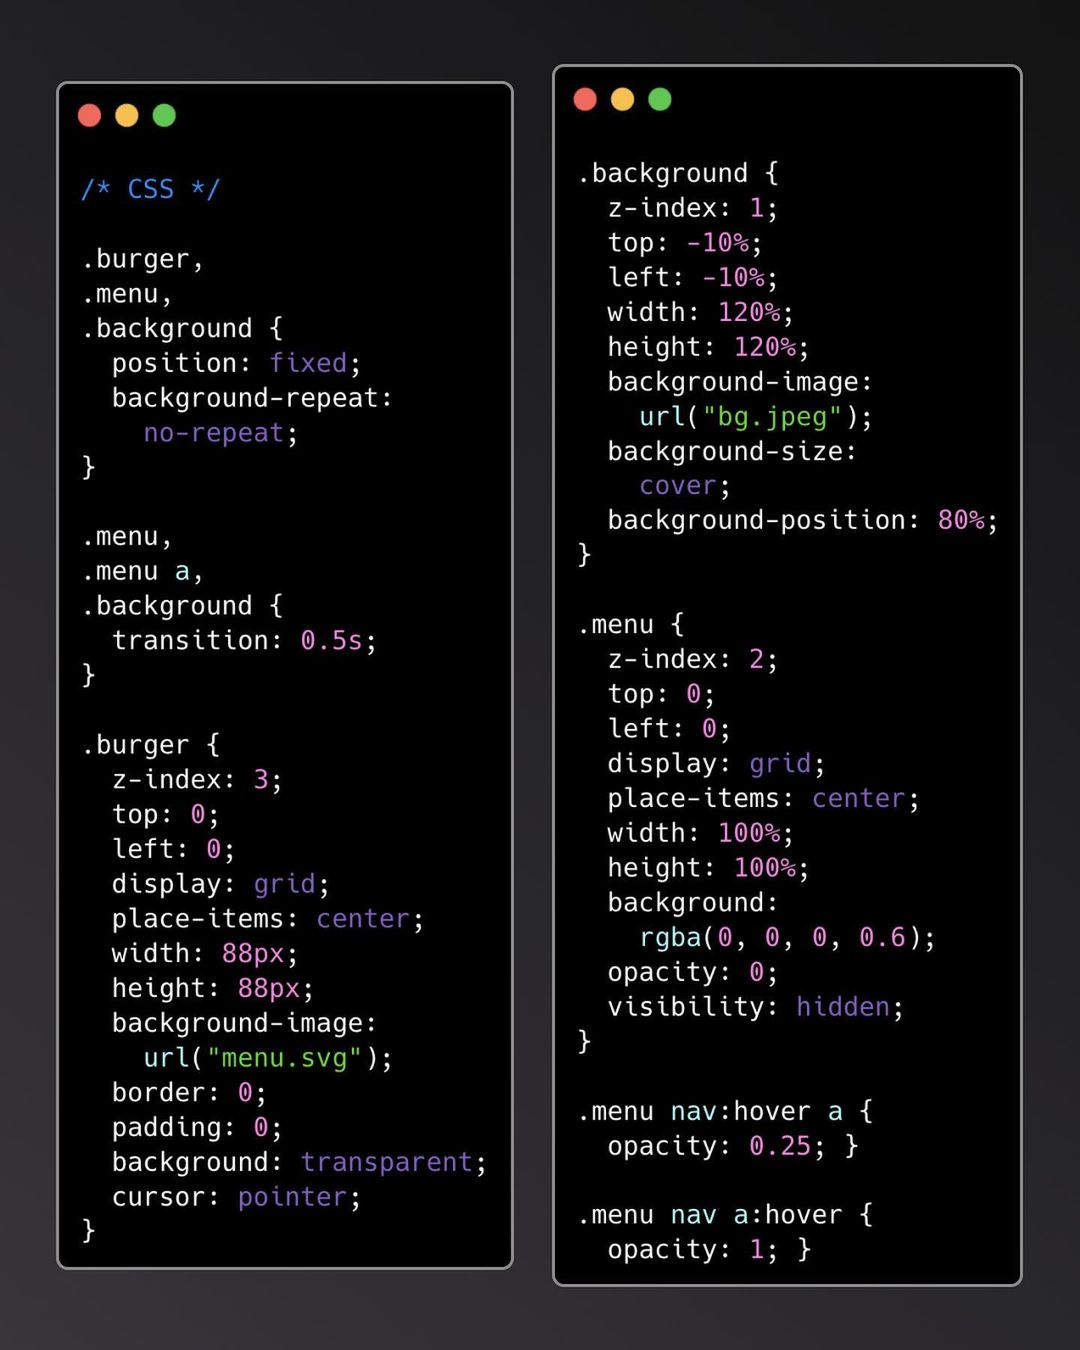 /* CSS */
.burger,
.menu,
.background {
  position: fixed;
  background-repeat:
    no-repeat;
}
.menu,
.menu a,
.background {
  transition: 0.5s;
}
.burger {
  z-index: 3;
  top: 0;
  left: 0;
  display: grid;
  place-items: center;
  width: 88px;
  height: 88px;
  background-image:
    url("menu.svg");
  border: 0;
  padding: 0;
  background: transparent;
  cursor: pointer;
}
.background {
  z-index: 1;
  top: -10%;
  left: -10%;
  width: 120%;
  height: 120%;
  background-image:
    url("bg.jpeg");
  background-size:
    cover;
  background-position: 80%;
}
.menu {
  z-index: 2;
  top: 0;
  left: 0;
  display: grid;
  place-items: center;
  width: 100%;
  height: 100%;
  background:
    rgba(0, 0, 0, 0.6);
  opacity: 0;
  visibility: hidden;
}
.menu nav:hover a {
  opacity: 0.25; }
.menu nav a:hover {
  opacity: 1; }